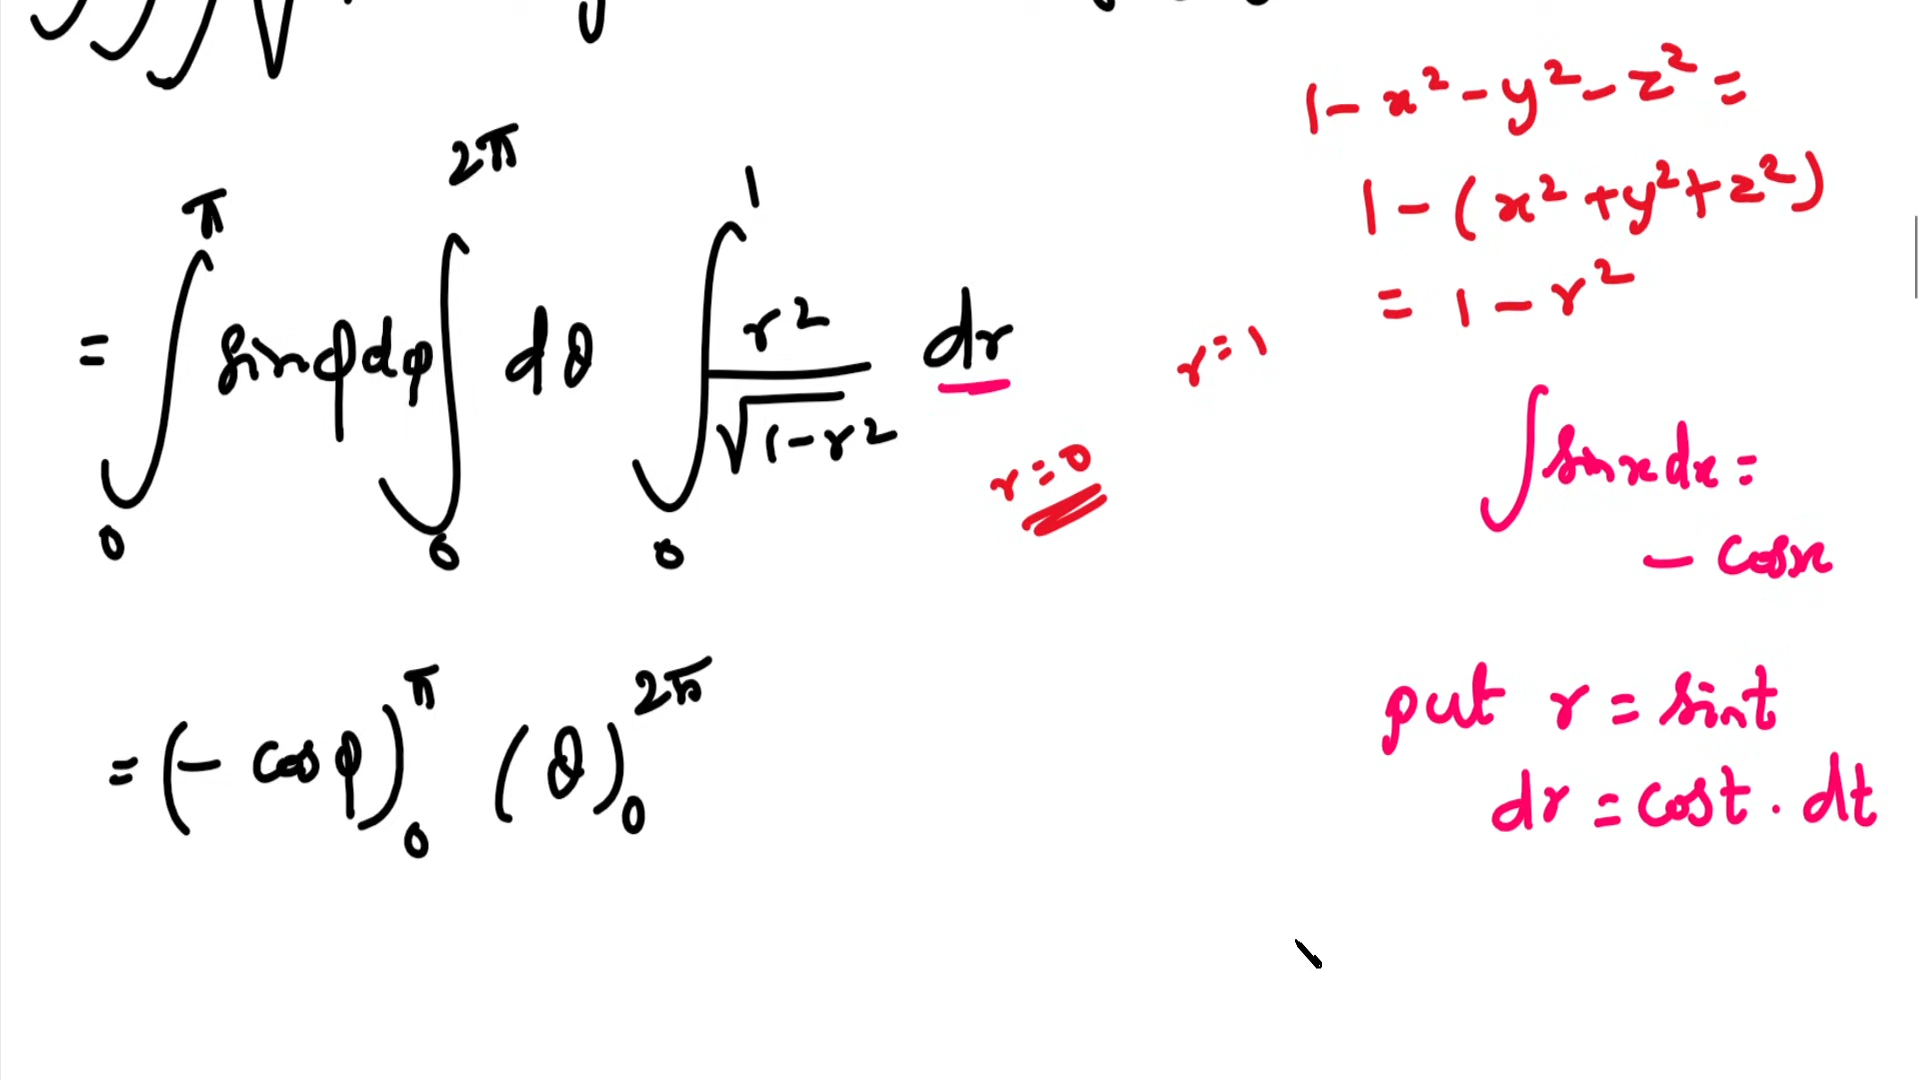 1 - x² - y² - z² =
1 - (x² + y² + z²)
= 1 - r²
= ∫₀^π sinφ dφ ∫₀^2π dθ ∫₀^1 r²/√(1-r²) dr
r=1
r=0
∫ sinx dx =
- cosx
= (- cosφ)₀^π (θ)₀^2π
put r = sint
dr = cost . dt